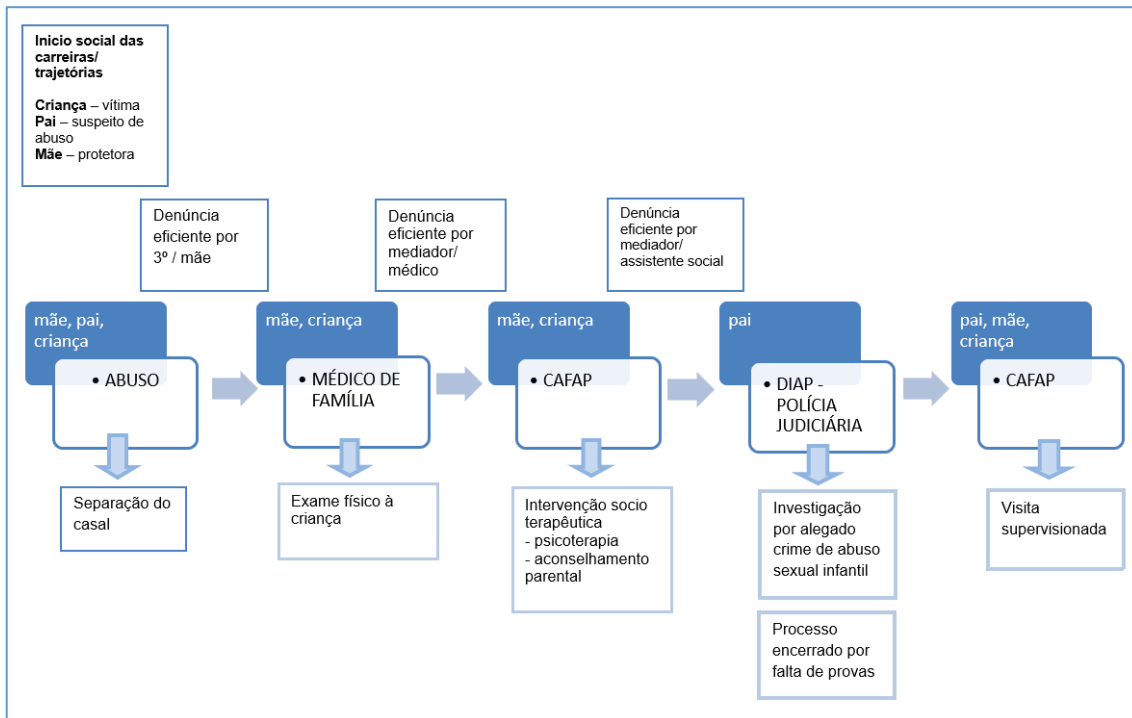 Inicio social das
carreiras/
trajetórias
Criança – vítima
Pai – suspeito de
abuso
Mãe – protetora
Denúncia
eficiente por
3º / mãe
Denúncia
eficiente por
mediador/
médico
Denúncia
eficiente por
mediador/
assistente social
mãe, pai,
criança
• ABUSO
mãe, criança
• MÉDICO DE
FAMÍLIA
mãe, criança
• CAFAP
pai
• DIAP -
POLÍCIA
JUDICIÁRIA
pai, mãe,
criança
• CAFAP
Separação do
casal
Exame físico à
criança
Intervenção socio
terapêutica
- psicoterapia
- aconselhamento
parental
Investigação
por alegado
crime de abuso
sexual infantil
Processo
encerrado por
falta de provas
Visita
supervisionada